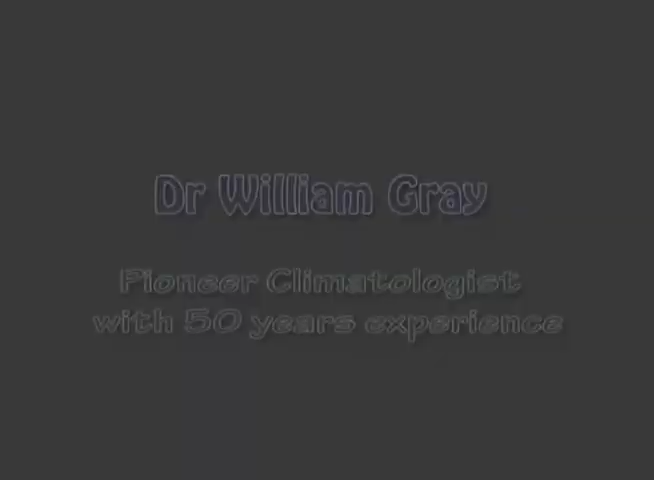 Dr William Gray
Pioneer Climatologist
with 50 years experience